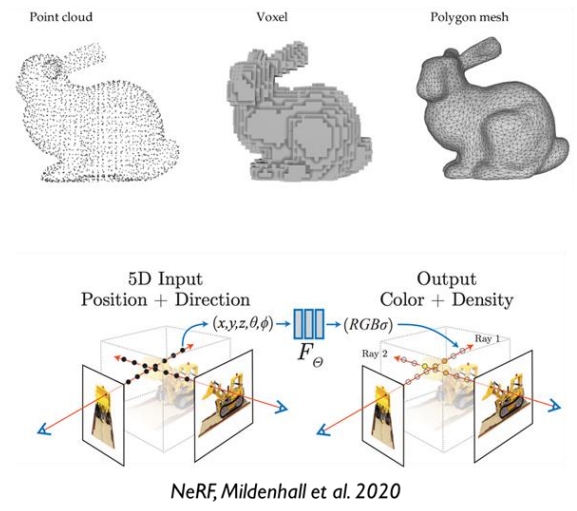 Point cloud
Voxel
Polygon mesh
5D Input
Position + Direction
Output
Color + Density
(x,y,z,θ,ϕ)
F_Θ
(RGBσ)
Ray 1
Ray 2
NeRF, Mildenhall et al. 2020